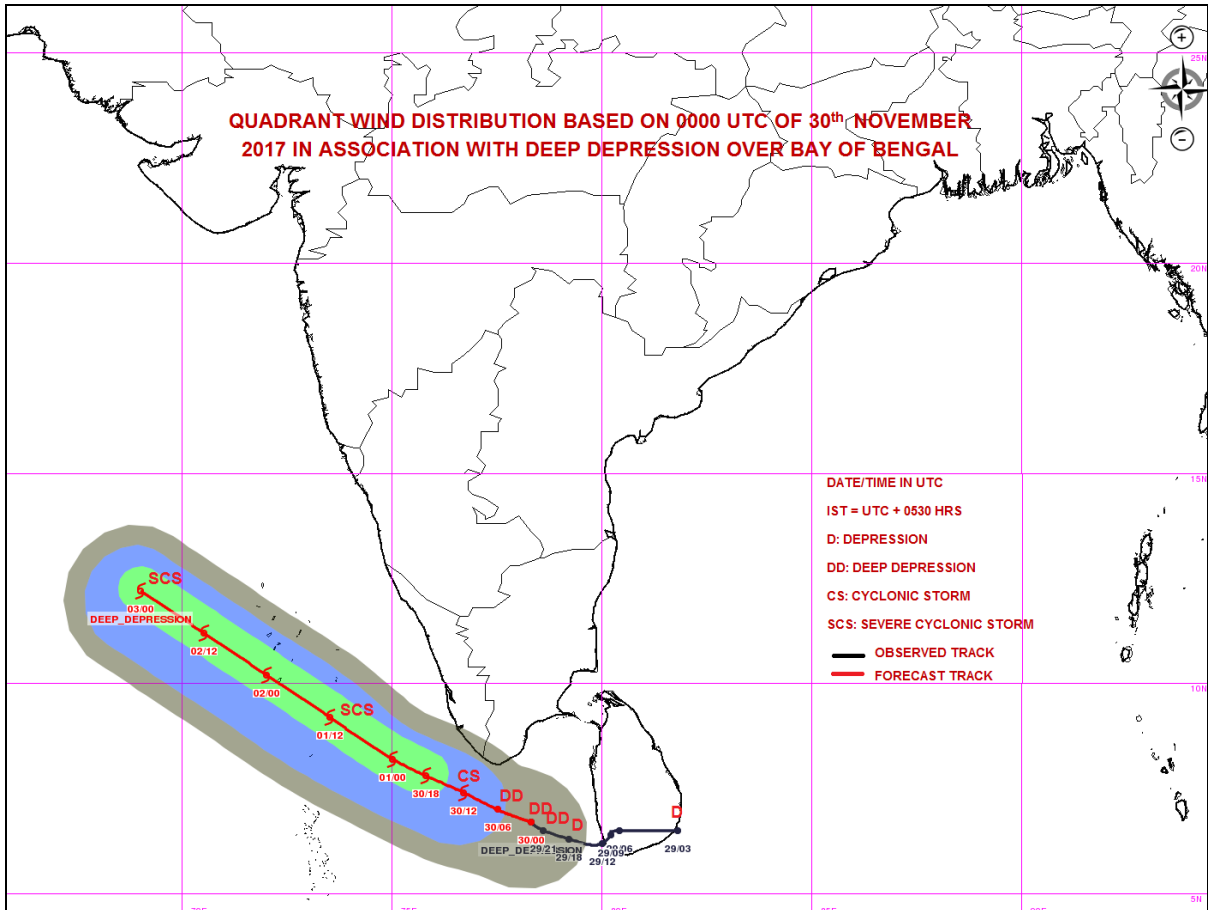 25N
QUADRANT WIND DISTRIBUTION BASED ON 0000 UTC OF 30th NOVEMBER
2017 IN ASSOCIATION WITH DEEP DEPRESSION OVER BAY OF BENGAL
20N
15N
DATE/TIME IN UTC
IST = UTC + 0530 HRS
D: DEPRESSION
DD: DEEP DEPRESSION
CS: CYCLONIC STORM
SCS: SEVERE CYCLONIC STORM
OBSERVED TRACK
FORECAST TRACK
10N
SCS
03/00
DEEP_DEPRESSION
02/12
02/00
SCS
01/12
01/00
30/18
CS
30/12
DD
30/06
DD
30/00
DD
29/21
D
29/18
29/12
29/09
29/06
D
29/03
5N